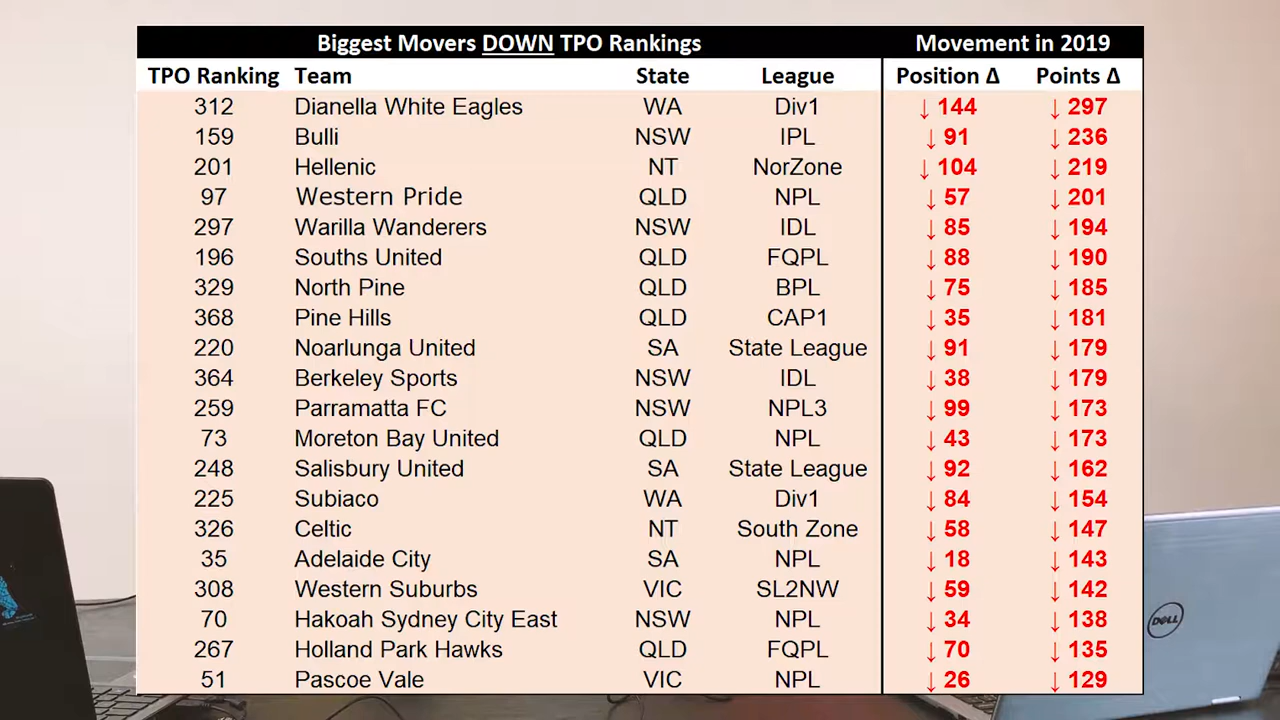 Biggest Movers DOWN TPO Rankings Movement in 2019
TPO Ranking Team State League Position Δ Points Δ
312 Dianella White Eagles WA Div1 ↓ 144 ↓ 297
159 Bulli NSW IPL ↓ 91 ↓ 236
201 Hellenic NT NorZone ↓ 104 ↓ 219
97 Western Pride QLD NPL ↓ 57 ↓ 201
297 Warilla Wanderers NSW IDL ↓ 85 ↓ 194
196 Souths United QLD FQPL ↓ 88 ↓ 190
329 North Pine QLD BPL ↓ 75 ↓ 185
368 Pine Hills QLD CAP1 ↓ 35 ↓ 181
220 Noarlunga United SA State League ↓ 91 ↓ 179
364 Berkeley Sports NSW IDL ↓ 38 ↓ 179
259 Parramatta FC NSW NPL3 ↓ 99 ↓ 173
73 Moreton Bay United QLD NPL ↓ 43 ↓ 173
248 Salisbury United SA State League ↓ 92 ↓ 162
225 Subiaco WA Div1 ↓ 84 ↓ 154
326 Celtic NT South Zone ↓ 58 ↓ 147
35 Adelaide City SA NPL ↓ 18 ↓ 143
308 Western Suburbs VIC SL2NW ↓ 59 ↓ 142
70 Hakoah Sydney City East NSW NPL ↓ 34 ↓ 138
267 Holland Park Hawks QLD FQPL ↓ 70 ↓ 135
51 Pascoe Vale VIC NPL ↓ 26 ↓ 129
DELL